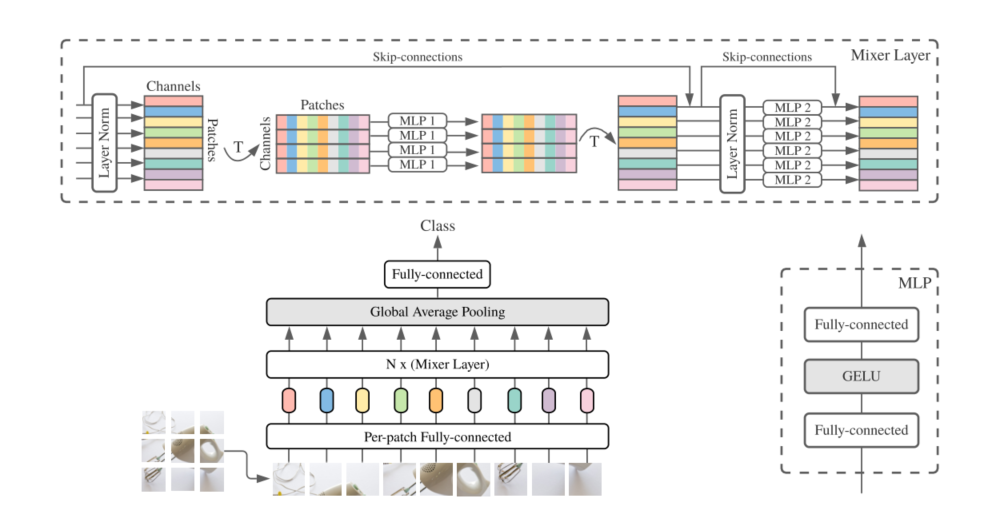 Skip-connections
Skip-connections
Mixer Layer
Channels
Layer Norm
Patches
T
Patches
Channels
MLP 1
MLP 1
MLP 1
MLP 1
T
Layer Norm
MLP 2
MLP 2
MLP 2
MLP 2
MLP 2
MLP 2
Class
Fully-connected
Global Average Pooling
N x (Mixer Layer)
Per-patch Fully-connected
MLP
Fully-connected
GELU
Fully-connected